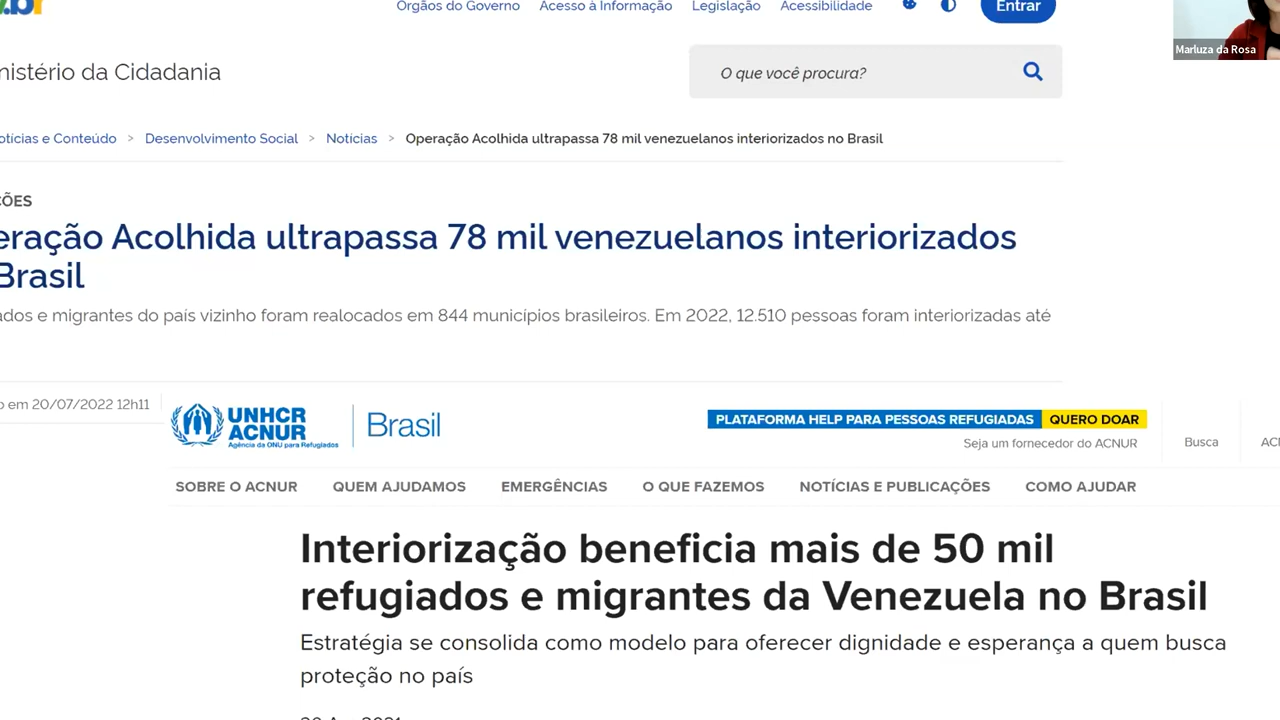 Órgãos do Governo Acesso à Informação Legislação Acessibilidade Entrar
Marluza da Rosa
nistério da Cidadania
O que você procura?
otícias e Conteúdo > Desenvolvimento Social > Notícias > Operação Acolhida ultrapassa 78 mil venezuelanos interiorizados no Brasil
ÇÕES
eração Acolhida ultrapassa 78 mil venezuelanos interiorizados
Brasil
ados e migrantes do país vizinho foram realocados em 844 municípios brasileiros. Em 2022, 12.510 pessoas foram interiorizadas até
o em 20/07/2022 12h11
UNHCR
ACNUR
Agência da ONU para Refugiados
Brasil
PLATAFORMA HELP PARA PESSOAS REFUGIADAS QUERO DOAR
Seja um fornecedor do ACNUR
Busca
SOBRE O ACNUR QUEM AJUDAMOS EMERGÊNCIAS O QUE FAZEMOS NOTÍCIAS E PUBLICAÇÕES COMO AJUDAR
Interiorização beneficia mais de 50 mil
refugiados e migrantes da Venezuela no Brasil
Estratégia se consolida como modelo para oferecer dignidade e esperança a quem busca
proteção no país